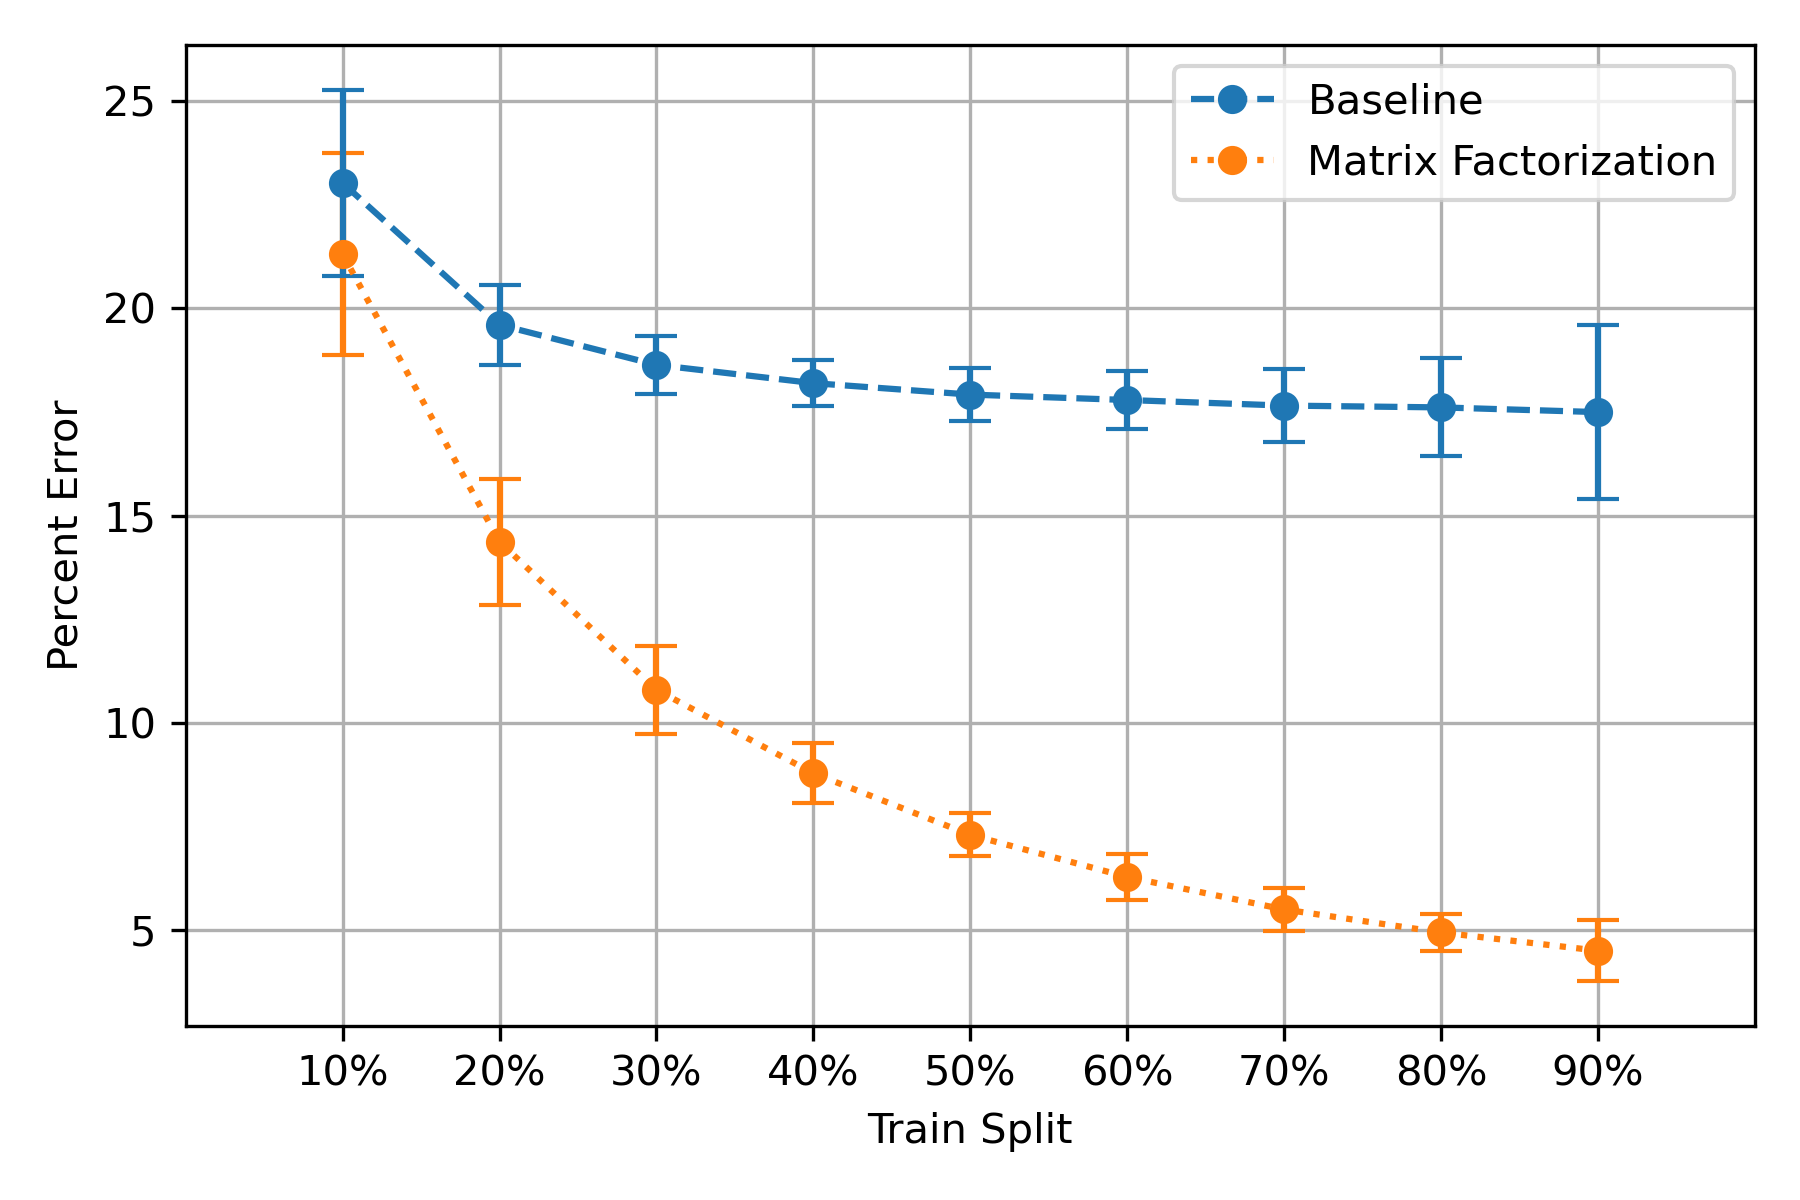 Baseline
Matrix Factorization
25
20
15
10
5
Percent Error
10% 20% 30% 40% 50% 60% 70% 80% 90%
Train Split